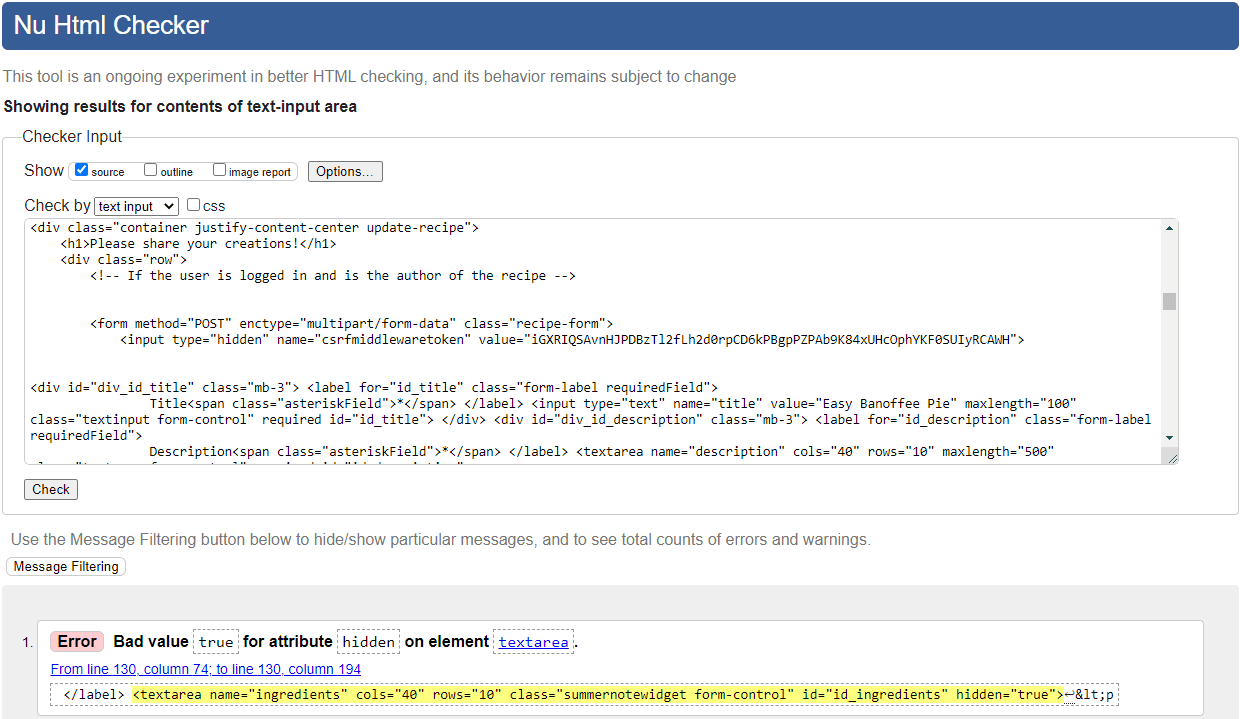 Nu Html Checker
This tool is an ongoing experiment in better HTML checking, and its behavior remains subject to change
Showing results for contents of text-input area
Checker Input
Show source outline image report Options...
Check by text input css
<div class="container justify-content-center update-recipe">
<h1>Please share your creations!</h1>
<div class="row">
<!-- If the user is logged in and is the author of the recipe -->
<form method="POST" enctype="multipart/form-data" class="recipe-form">
<input type="hidden" name="csrfmiddlewaretoken" value="iGXRIQSAvnHJPDBzTl2fLh2d0rpCD6kPBgpPZPAb9K84xUHcOphYKF0SUIyRCAWH">
<div id="div_id_title" class="mb-3"> <label for="id_title" class="form-label requiredField">
Title<span class="asteriskField">*</span> </label> <input type="text" name="title" value="Easy Banoffee Pie" maxlength="100"
class="textinput form-control" required id="id_title"> </div> <div id="div_id_description" class="mb-3"> <label for="id_description" class="form-label
requiredField">
Description<span class="asteriskField">*</span> </label> <textarea name="description" cols="40" rows="10" maxlength="500"
Check
Use the Message Filtering button below to hide/show particular messages, and to see total counts of errors and warnings.
Message Filtering
1. Error Bad value true for attribute hidden on element textarea.
From line 130, column 74; to line 130, column 194
</label> <textarea name="ingredients" cols="40" rows="10" class="summernotewidget form-control" id="id_ingredients" hidden="true">↩&lt;p